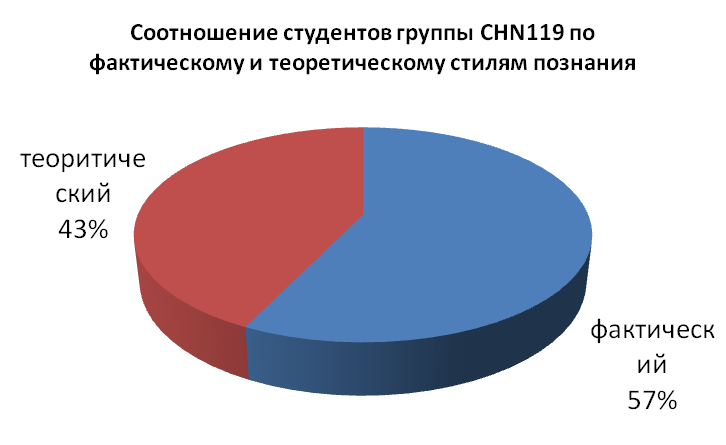 Соотношение студентов группы CHN119 по
фактическому и теоретическому стилям познания
теоритиче
ский
43%
фактическ
ий
57%